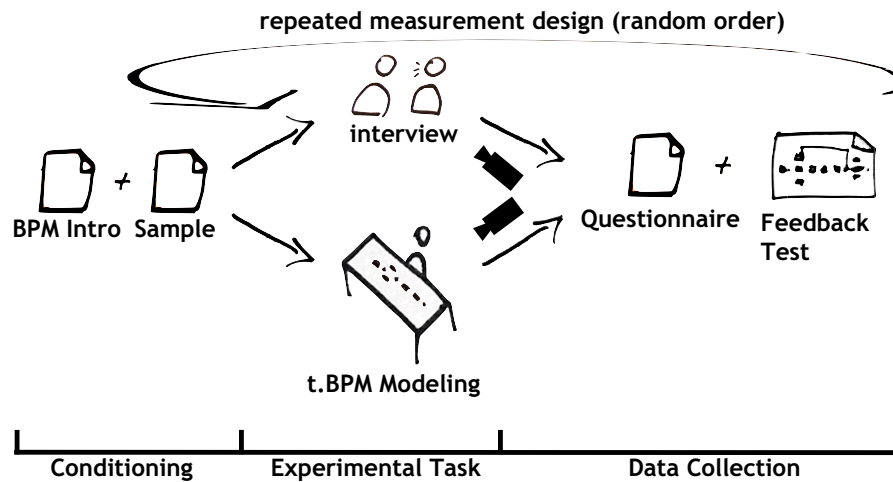 repeated measurement design (random order)
interview
BPM Intro
+
Sample
Questionnaire
+
Feedback
Test
t.BPM Modeling
Conditioning
Experimental Task
Data Collection